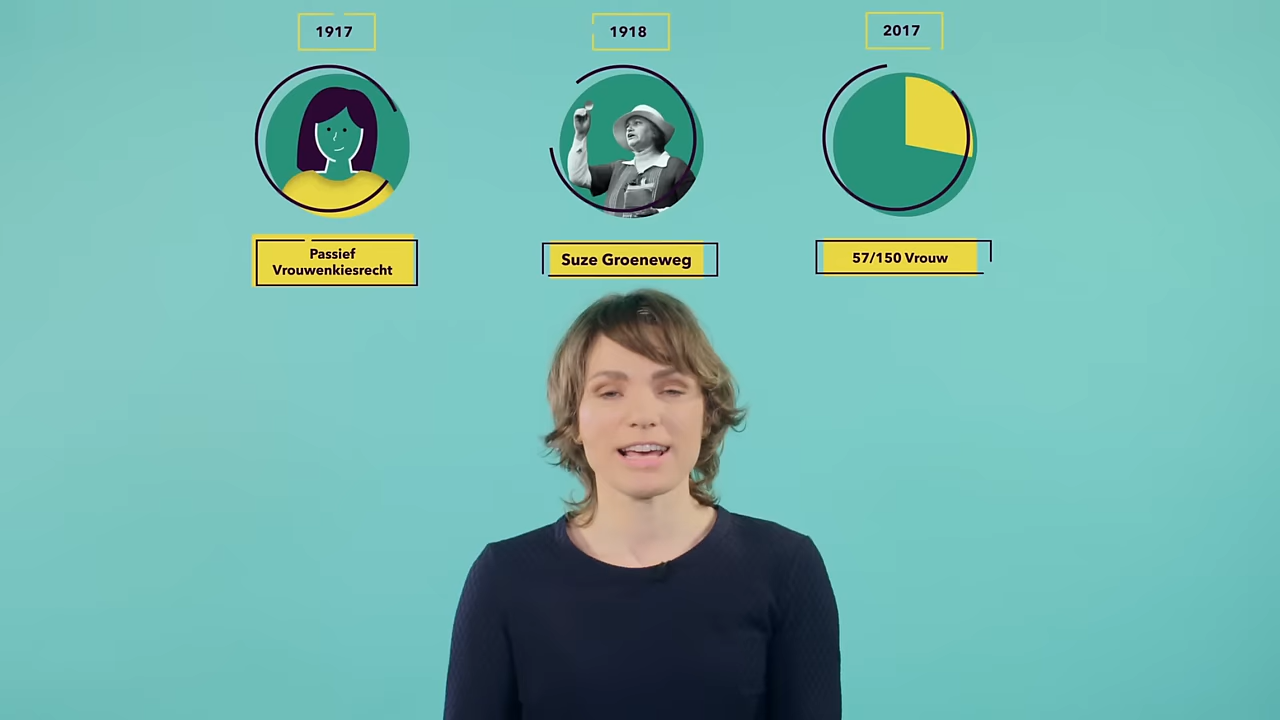 1917
1918
2017
Passief
Vrouwenkiesrecht
Suze Groeneweg
57/150 Vrouw